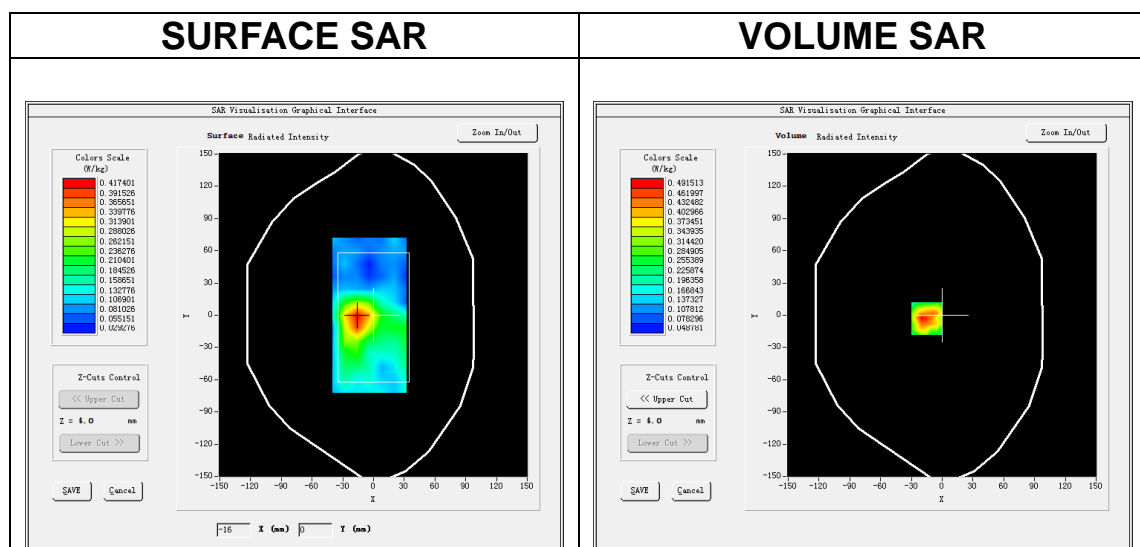 SURFACE SAR
VOLUME SAR
SAR Visualisation Graphical Interface
Surface Radiated Intensity
Zoom In/Out
Colors Scale
(W/kg)
0.417401
0.391526
0.365651
0.339776
0.313901
0.288026
0.262151
0.236276
0.210401
0.184526
0.158651
0.132776
0.106901
0.081026
0.055151
0.029276
150
120
90
60
30
0
-30
-60
-90
-120
-150
Y
-150 -120 -90 -60 -30 0 30 60 90 120 150
X
Z-Cuts Control
<< Upper Cut
Z = 4.0 mm
Lower Cut >>
SAVE Cancel
-16 X (mm) 0 Y (mm)
SAR Visualisation Graphical Interface
Volume Radiated Intensity
Zoom In/Out
Colors Scale
(W/kg)
0.491513
0.461997
0.432482
0.402966
0.373451
0.343935
0.314420
0.284905
0.255389
0.225874
0.196358
0.166843
0.137327
0.107812
0.078296
0.048781
150
120
90
60
30
0
-30
-60
-90
-120
-150
Y
-150 -120 -90 -60 -30 0 30 60 90 120 150
X
Z-Cuts Control
<< Upper Cut
Z = 4.0 mm
Lower Cut >>
SAVE Cancel